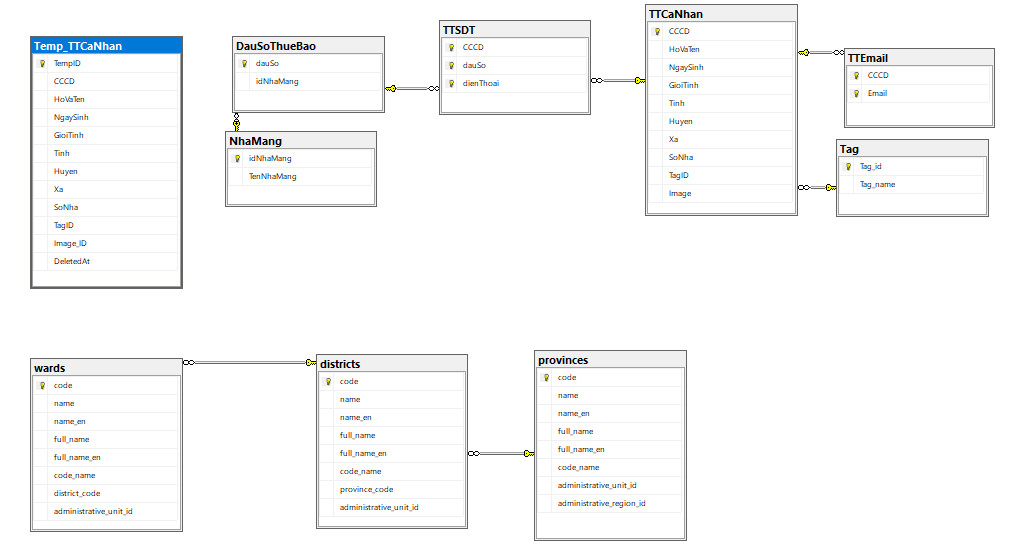 Temp_TTCaNhan
TempID
CCCD
HoVaTen
NgaySinh
GioiTinh
Tinh
Huyen
Xa
SoNha
TagID
Image_ID
DeletedAt
DauSoThueBao
dauSo
idNhaMang
NhaMang
idNhaMang
TenNhaMang
TTSDT
CCCD
dauSo
dienThoai
TTCaNhan
CCCD
HoVaTen
NgaySinh
GioiTinh
Tinh
Huyen
Xa
SoNha
TagID
Image
TTEmail
CCCD
Email
Tag
Tag_id
Tag_name
wards
code
name
name_en
full_name
full_name_en
code_name
district_code
administrative_unit_id
districts
code
name
name_en
full_name
full_name_en
code_name
province_code
administrative_unit_id
provinces
code
name
name_en
full_name
full_name_en
code_name
administrative_unit_id
administrative_region_id